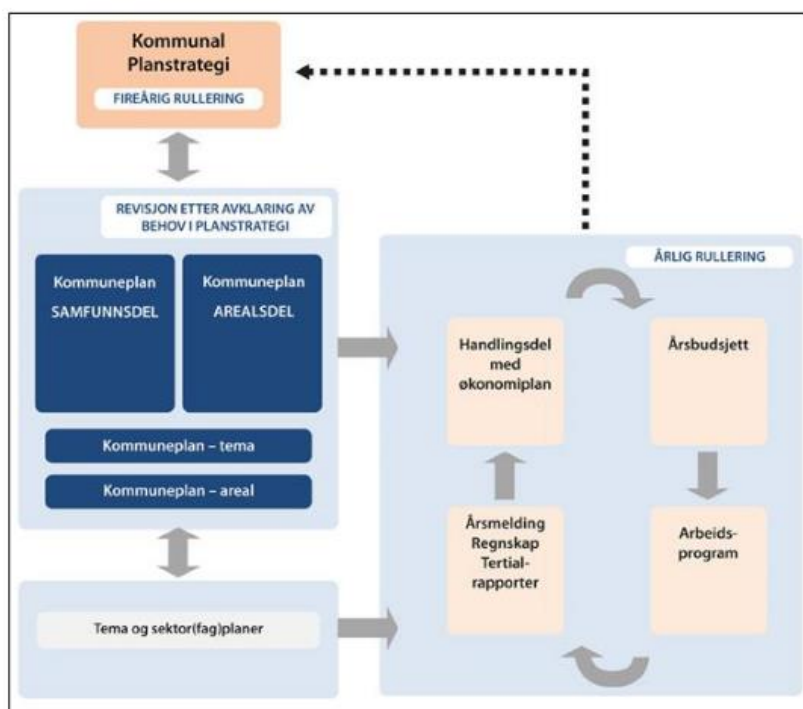 Kommunal
Planstrategi
FIREÅRIG RULLERING
REVISJON ETTER AVKLARING AV
BEHOV I PLANSTRATEGI
Kommuneplan
SAMFUNNSDEL
Kommuneplan
AREALSDEL
Kommuneplan – tema
Kommuneplan – areal
Tema og sektor(fag)planer
ÅRLIG RULLERING
Handlingsdel
med
økonomiplan
Årsbudsjett
Årsmelding
Regnskap
Tertial-
rapporter
Arbeids-
program